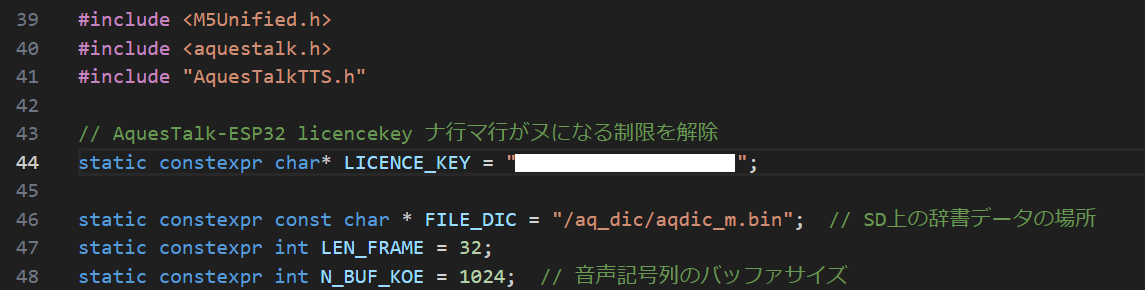 39 #include <M5Unified.h>
40 #include <aquestalk.h>
41 #include "AquesTalkTTS.h"
42
43 // AquesTalk-ESP32 licencekey ナ行マ行がヌになる制限を解除
44 static constexpr char* LICENCE_KEY = "";
45
46 static constexpr const char * FILE_DIC = "/aq_dic/aqdic_m.bin"; // SD上の辞書データの場所
47 static constexpr int LEN_FRAME = 32;
48 static constexpr int N_BUF_KOE = 1024; // 音声記号列のバッファサイズ